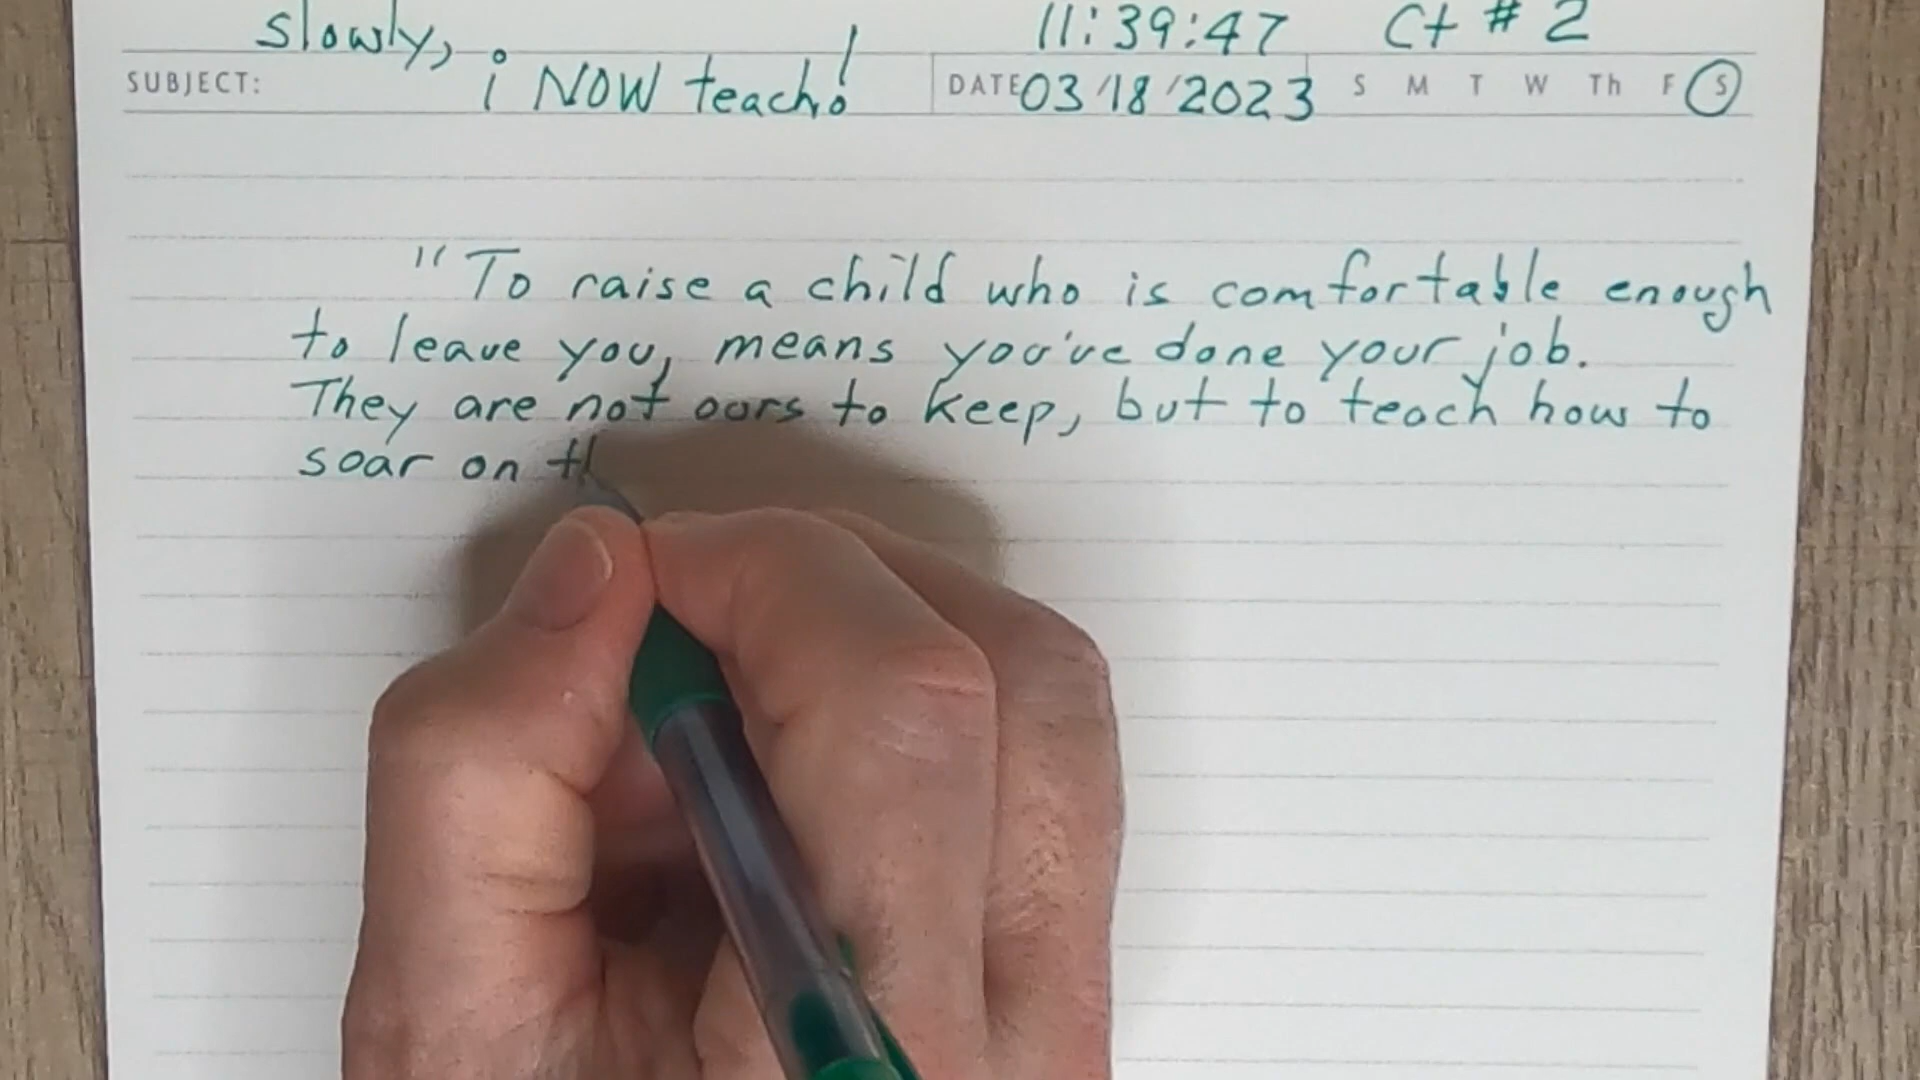 slowly, 11:39:47 Ct # 2
SUBJECT: i NOW teach! DATE 03/18/2023 S M T W Th F S
"To raise a child who is comfortable enough
to leave you, means you've done your job.
They are not ours to keep, but to teach how to
soar on th